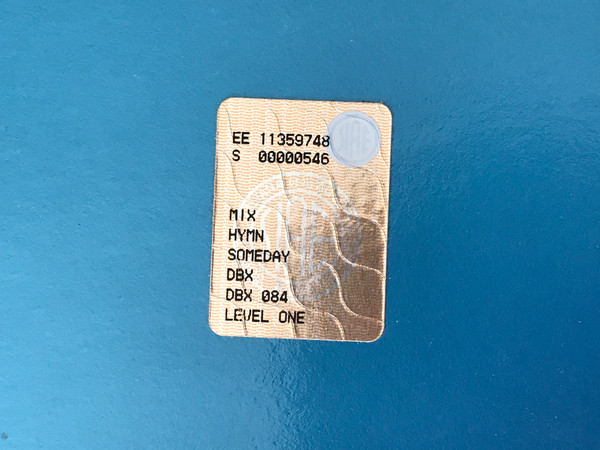 EE 11359748
S 00000546
MIX
HYMN
SOMEDAY
DBX
DBX 084
LEVEL ONE